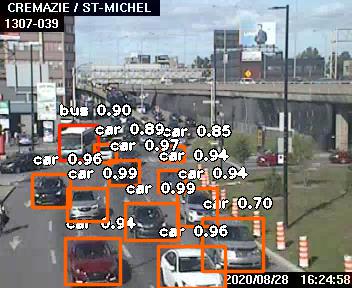 CREMAZIE / ST-MICHEL
1307-039
bus 0.90
car 0.89
car 0.85
car 0.97
car 0.96
car 0.94
car 0.99
car 0.94
car 0.99
car 0.70
car 0.94
car 0.96
2020/08/28 16:24:58